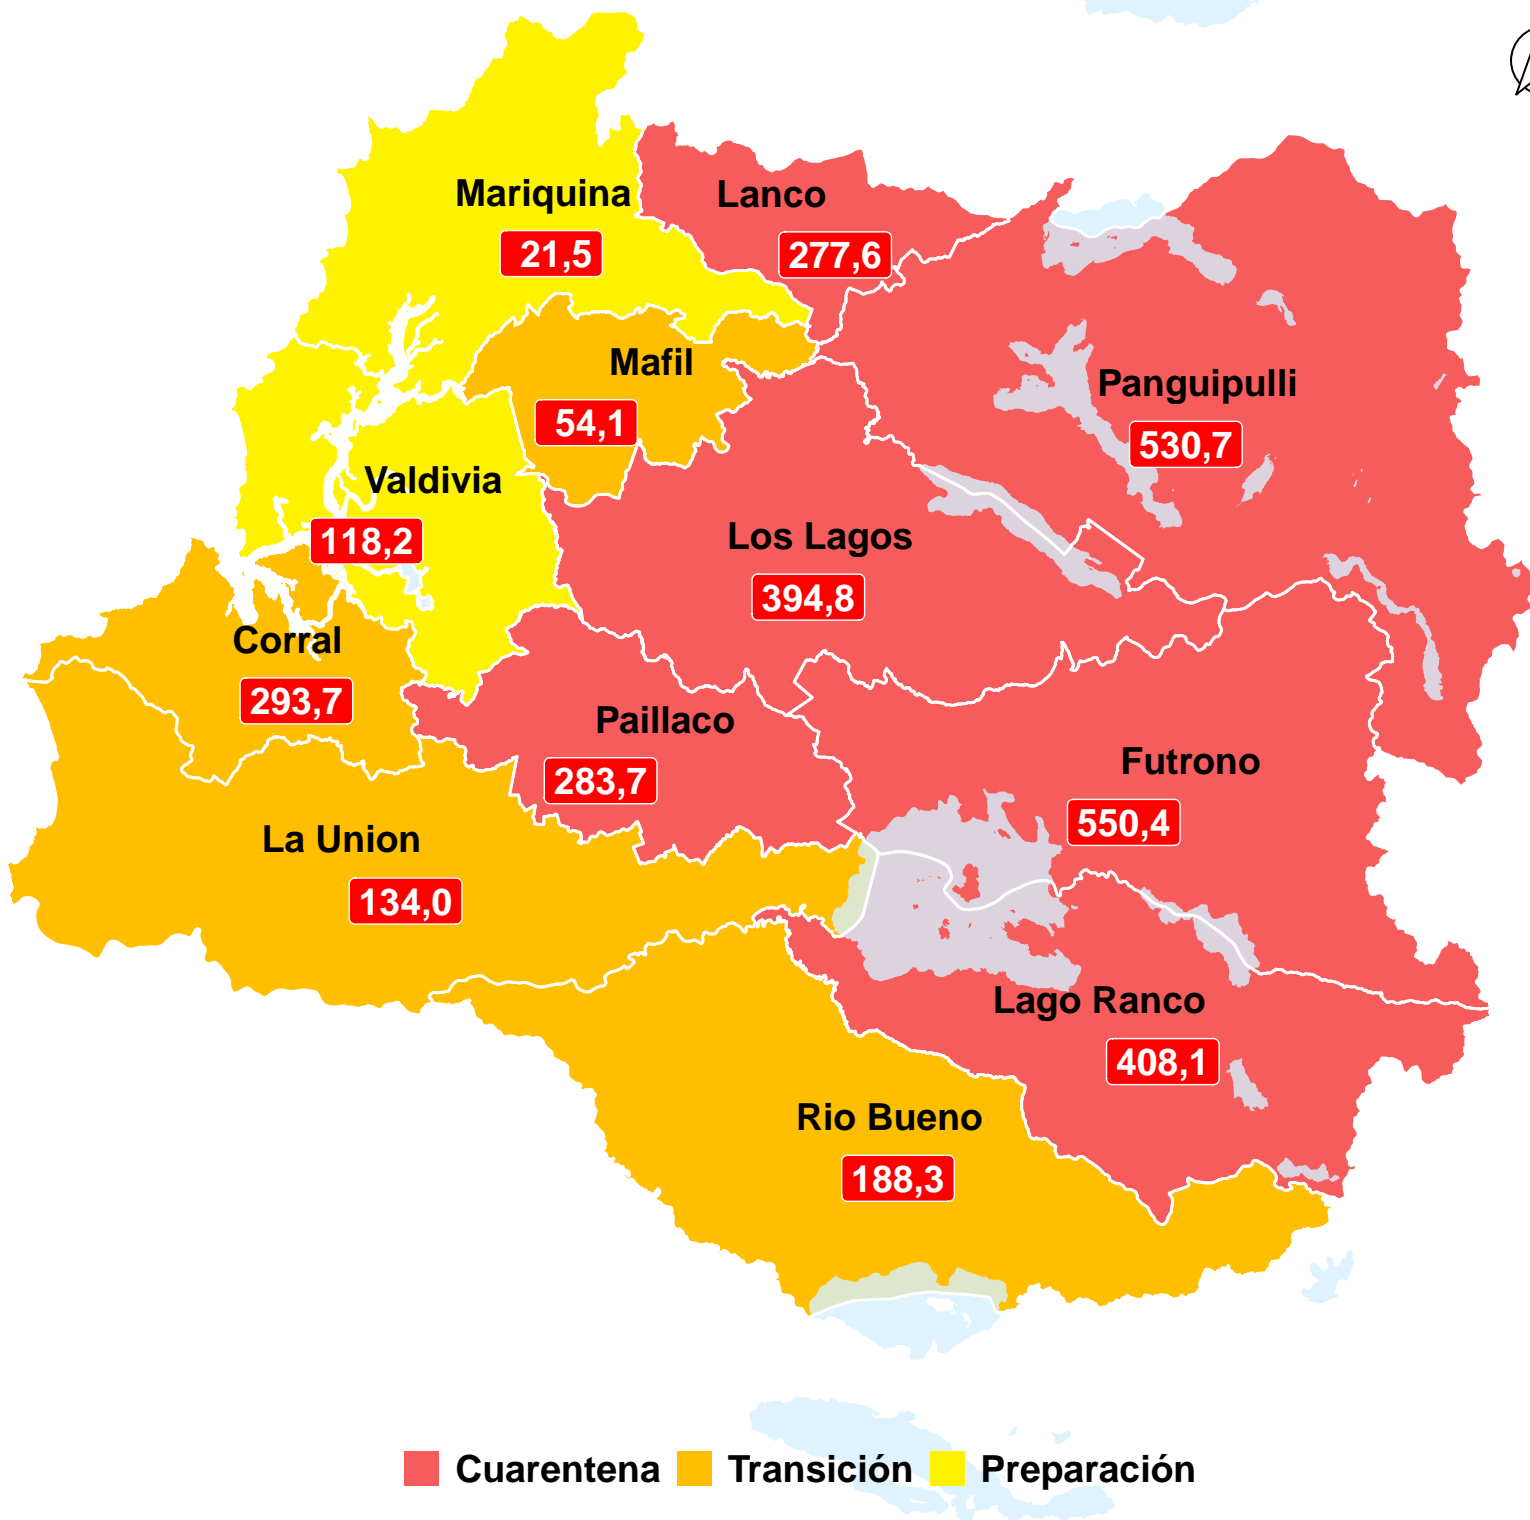 Mariquina
21,5
Lanco
277,6
Mafil
54,1
Panguipulli
530,7
Valdivia
118,2
Los Lagos
394,8
Corral
293,7
Paillaco
283,7
Futrono
550,4
La Union
134,0
Lago Ranco
408,1
Rio Bueno
188,3
Cuarentena Transición Preparación